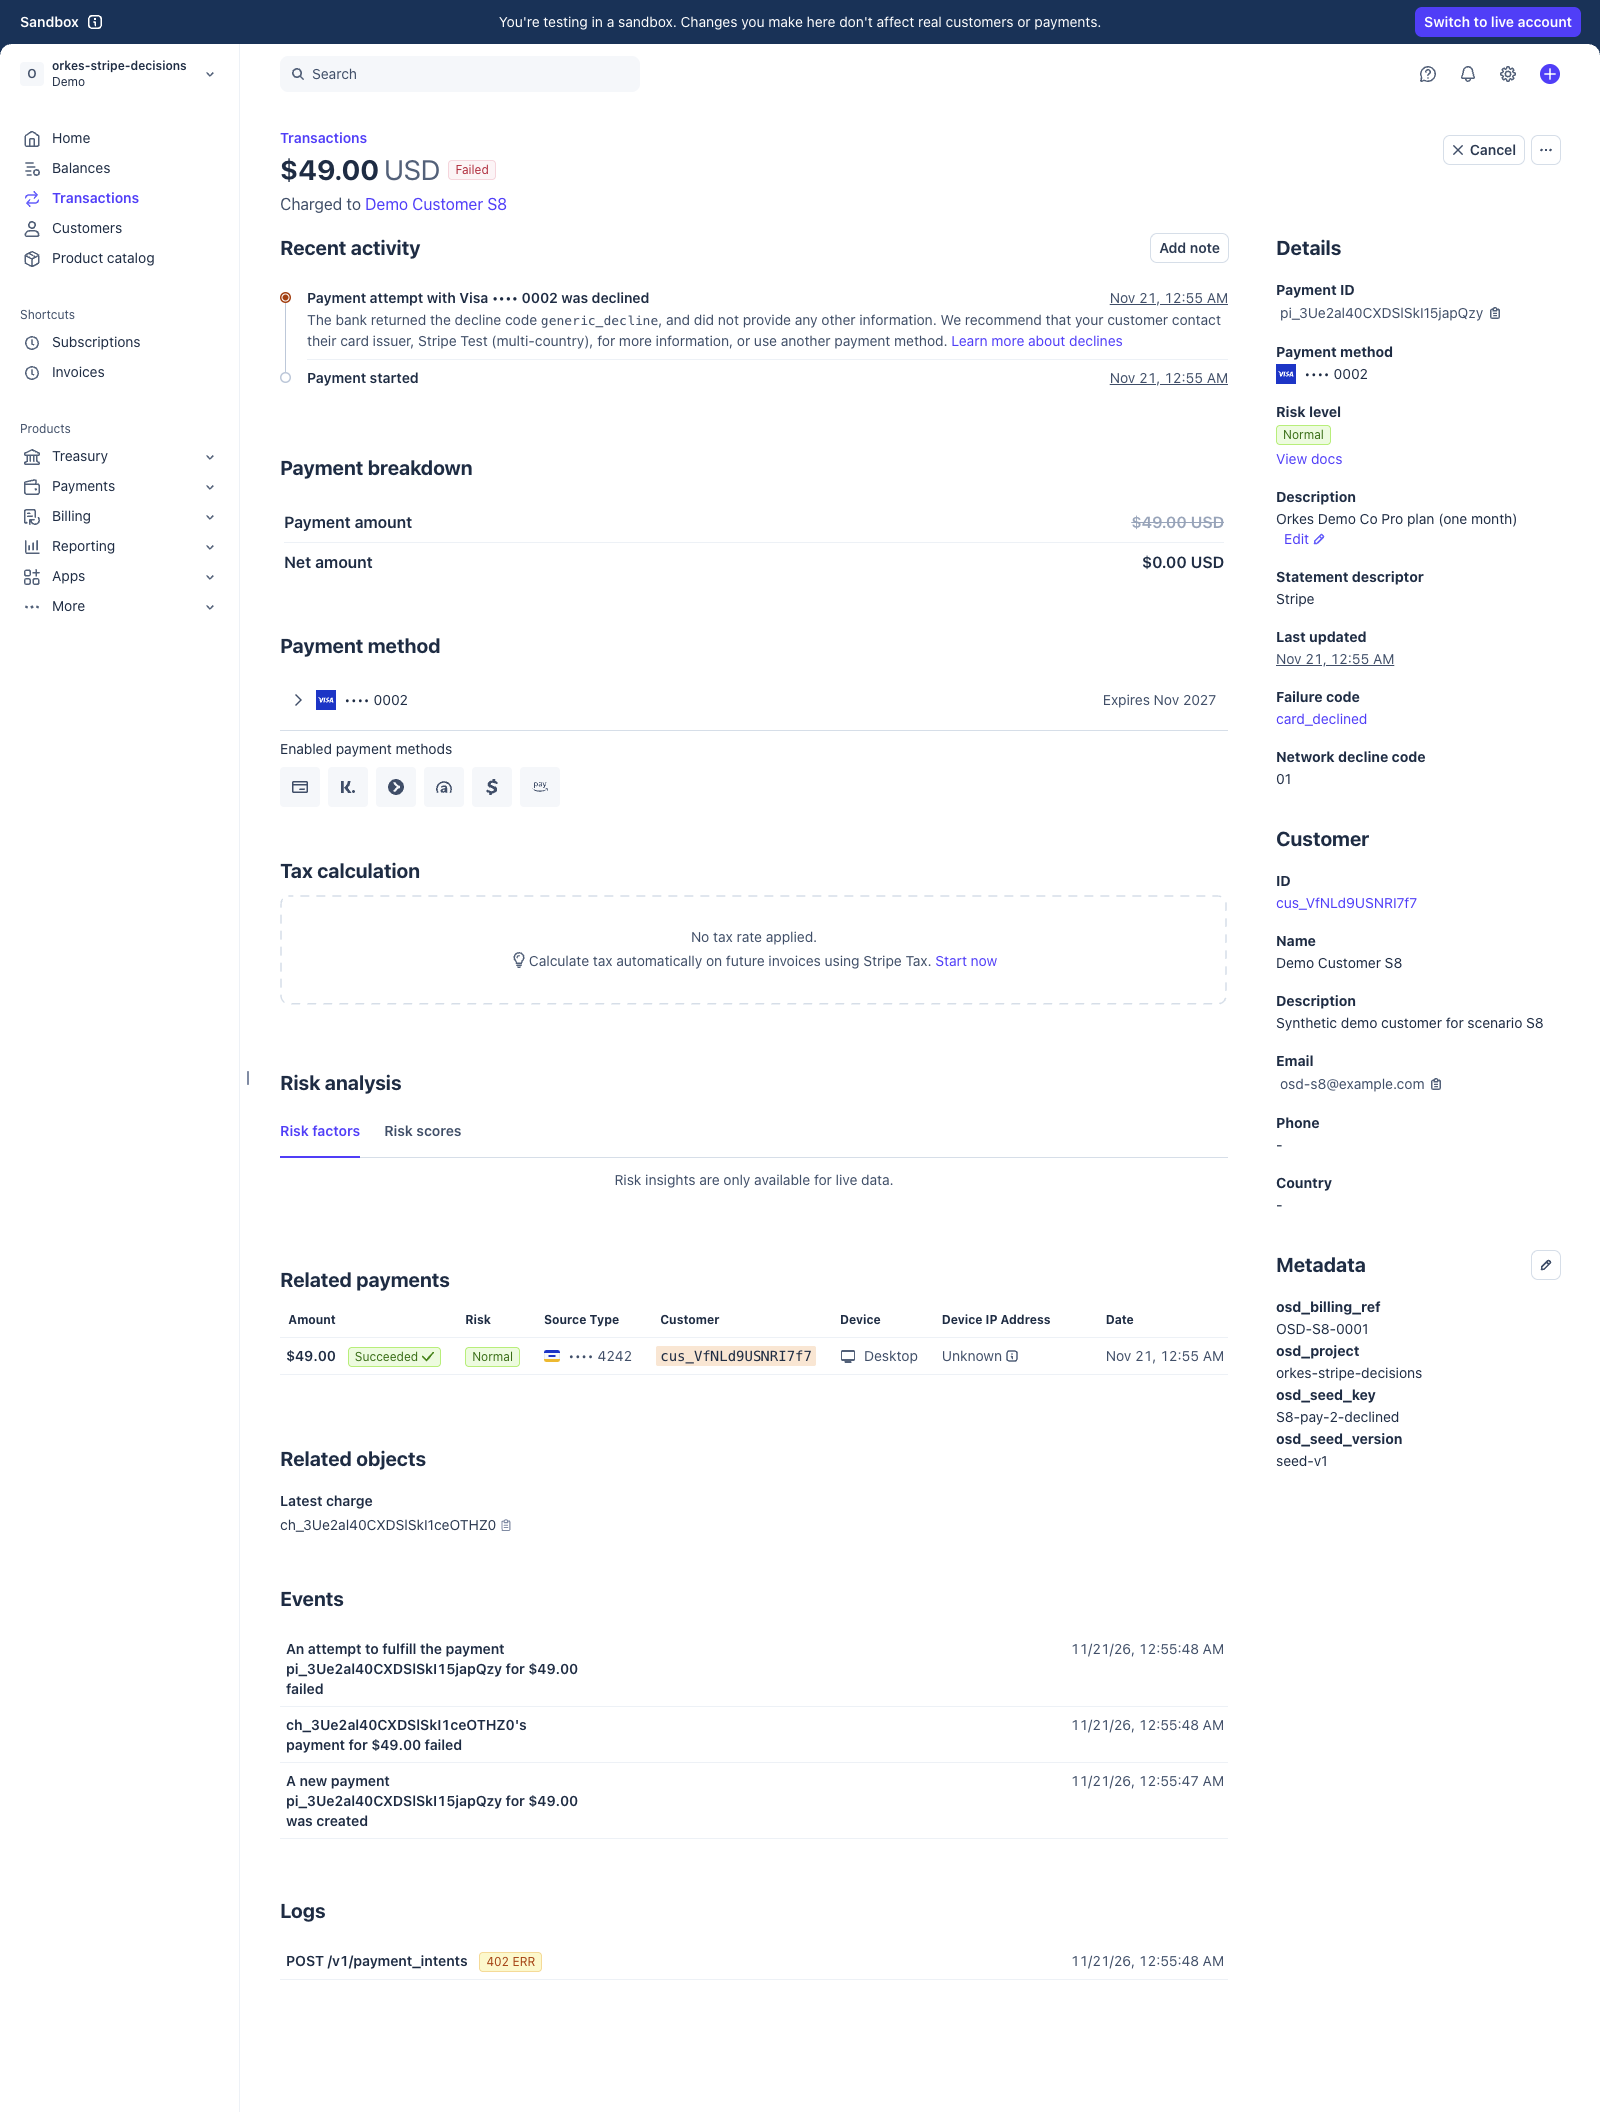 Sandbox
You're testing in a sandbox. Changes you make here don't affect real customers or payments.
Switch to live account
O
orkes-stripe-decisions
Demo
Search
Home
Balances
Transactions
Customers
Product catalog
Shortcuts
Subscriptions
Invoices
Products
Treasury
Payments
Billing
Reporting
Apps
More
Transactions
$49.00 USD Failed
Charged to Demo Customer S8
Cancel
Recent activity
Add note
Payment attempt with Visa •••• 0002 was declined
Nov 21, 12:55 AM
The bank returned the decline code generic_decline, and did not provide any other information. We recommend that your customer contact
their card issuer, Stripe Test (multi-country), for more information, or use another payment method. Learn more about declines
Payment started
Nov 21, 12:55 AM
Payment breakdown
Payment amount $49.00 USD
Net amount $0.00 USD
Payment method
VISA •••• 0002 Expires Nov 2027
Enabled payment methods
K. a $ pay
Tax calculation
No tax rate applied.
Calculate tax automatically on future invoices using Stripe Tax. Start now
Risk analysis
Risk factors Risk scores
Risk insights are only available for live data.
Related payments
Amount Risk Source Type Customer Device Device IP Address Date
$49.00 Succeeded Normal •••• 4242 cus_VfNLd9USNRI7f7 Desktop Unknown Nov 21, 12:55 AM
Related objects
Latest charge
ch_3Ue2al40CXDSlSkI1ceOTHZ0
Events
An attempt to fulfill the payment
pi_3Ue2al40CXDSlSkI15japQzy for $49.00
failed
11/21/26, 12:55:48 AM
ch_3Ue2al40CXDSlSkI1ceOTHZ0's
payment for $49.00 failed
11/21/26, 12:55:48 AM
A new payment
pi_3Ue2al40CXDSlSkI15japQzy for $49.00
was created
11/21/26, 12:55:47 AM
Logs
POST /v1/payment_intents 402 ERR 11/21/26, 12:55:48 AM
Details
Payment ID
pi_3Ue2al40CXDSlSkI15japQzy
Payment method
VISA •••• 0002
Risk level
Normal
View docs
Description
Orkes Demo Co Pro plan (one month)
Edit
Statement descriptor
Stripe
Last updated
Nov 21, 12:55 AM
Failure code
card_declined
Network decline code
01
Customer
ID
cus_VfNLd9USNRI7f7
Name
Demo Customer S8
Description
Synthetic demo customer for scenario S8
Email
osd-s8@example.com
Phone
-
Country
-
Metadata
osd_billing_ref
OSD-S8-0001
osd_project
orkes-stripe-decisions
osd_seed_key
S8-pay-2-declined
osd_seed_version
seed-v1